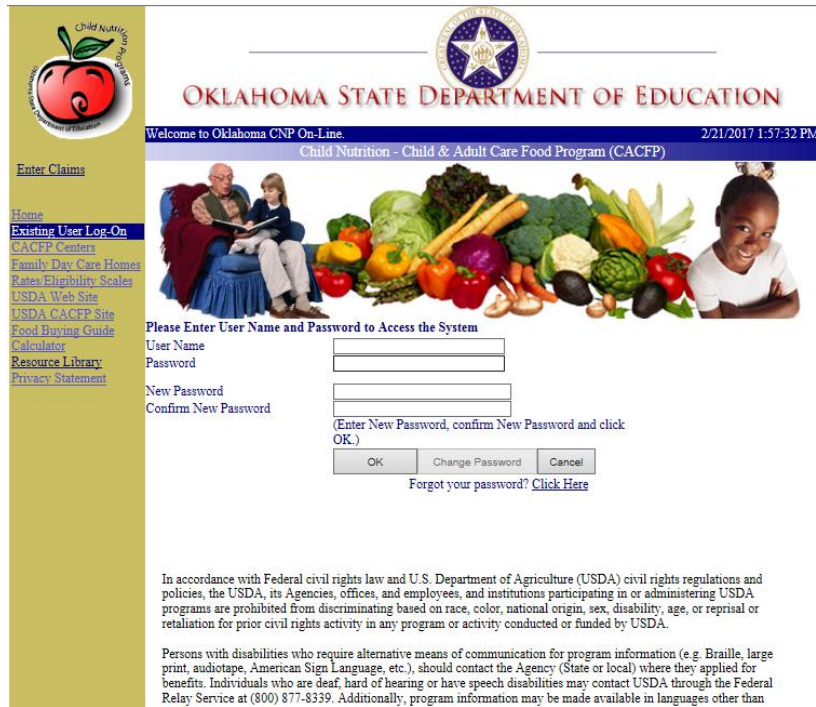 Child Nutrition Programs
Oklahoma State Department of Education
OKLAHOMA STATE DEPARTMENT OF EDUCATION
Welcome to Oklahoma CNP On-Line. 2/21/2017 1:57:32 PM
Child Nutrition - Child & Adult Care Food Program (CACFP)
Enter Claims
Home
Existing User Log-On
CACFP Centers
Family Day Care Homes
Rates/Eligibility Scales
USDA Web Site
USDA CACFP Site
Food Buying Guide
Calculator
Resource Library
Privacy Statement
Please Enter User Name and Password to Access the System
User Name
Password
New Password
Confirm New Password
(Enter New Password, confirm New Password and click
OK.)
OK Change Password Cancel
Forgot your password? Click Here
In accordance with Federal civil rights law and U.S. Department of Agriculture (USDA) civil rights regulations and
policies, the USDA, its Agencies, offices, and employees, and institutions participating in or administering USDA
programs are prohibited from discriminating based on race, color, national origin, sex, disability, age, or reprisal or
retaliation for prior civil rights activity in any program or activity conducted or funded by USDA.
Persons with disabilities who require alternative means of communication for program information (e.g. Braille, large
print, audiotape, American Sign Language, etc.), should contact the Agency (State or local) where they applied for
benefits. Individuals who are deaf, hard of hearing or have speech disabilities may contact USDA through the Federal
Relay Service at (800) 877-8339. Additionally, program information may be made available in languages other than